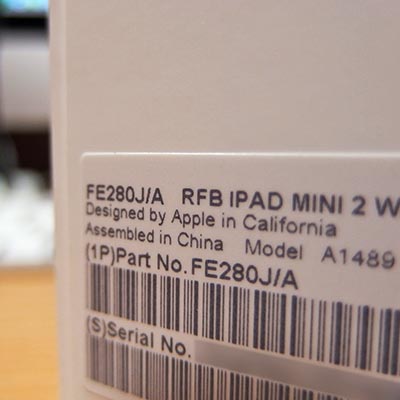 FE280J/A RFB IPAD MINI 2 W
Designed by Apple in California
Assembled in China Model A1489
(1P)Part No.FE280J/A
(S)Serial No.